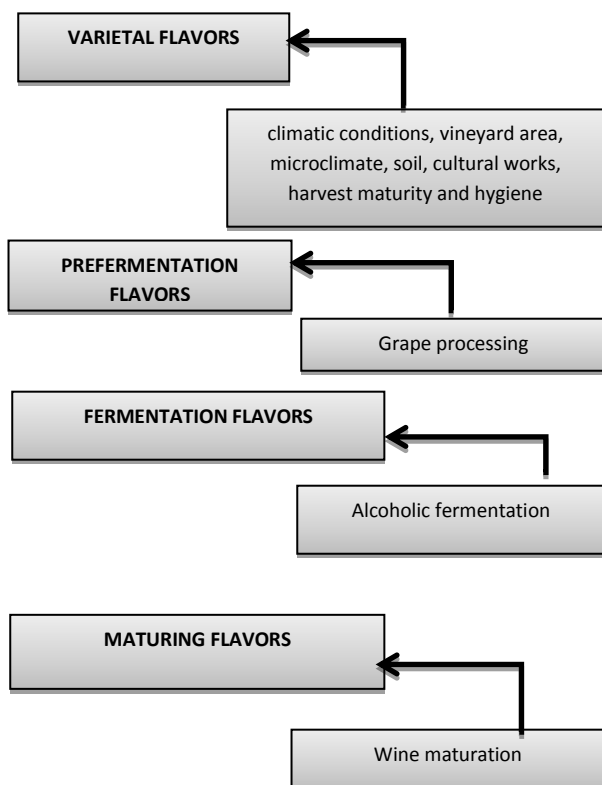 VARIETAL FLAVORS
climatic conditions, vineyard area,
microclimate, soil, cultural works,
harvest maturity and hygiene
PREFERMENTATION
FLAVORS
Grape processing
FERMENTATION FLAVORS
Alcoholic fermentation
MATURING FLAVORS
Wine maturation